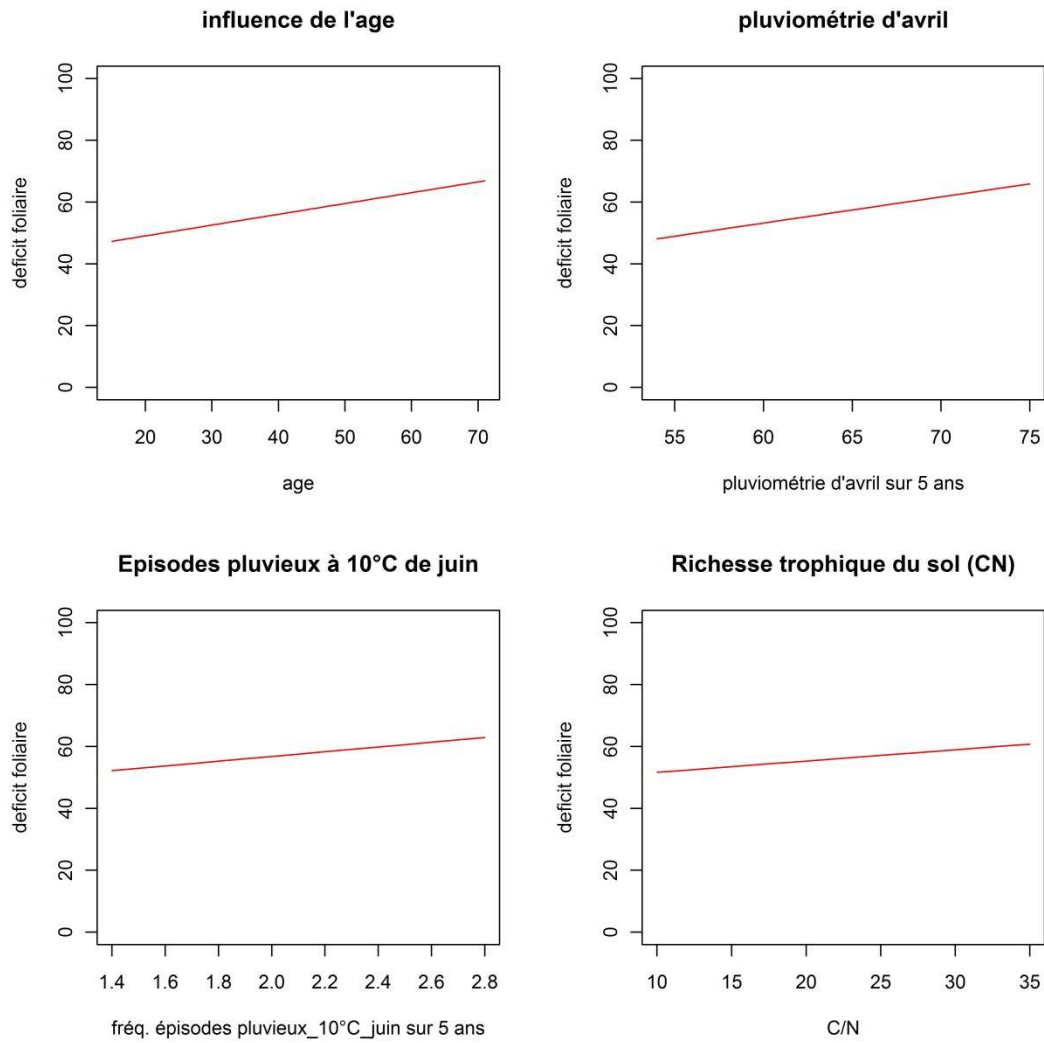 influence de l'age
deficit foliaire
0 20 40 60 80 100
20 30 40 50 60 70
age
pluviométrie d'avril
deficit foliaire
0 20 40 60 80 100
55 60 65 70 75
pluviométrie d'avril sur 5 ans
Episodes pluvieux à 10°C de juin
deficit foliaire
0 20 40 60 80 100
1.4 1.6 1.8 2.0 2.2 2.4 2.6 2.8
fréq. épisodes pluvieux_10°C_juin sur 5 ans
Richesse trophique du sol (CN)
deficit foliaire
0 20 40 60 80 100
10 15 20 25 30 35
C/N